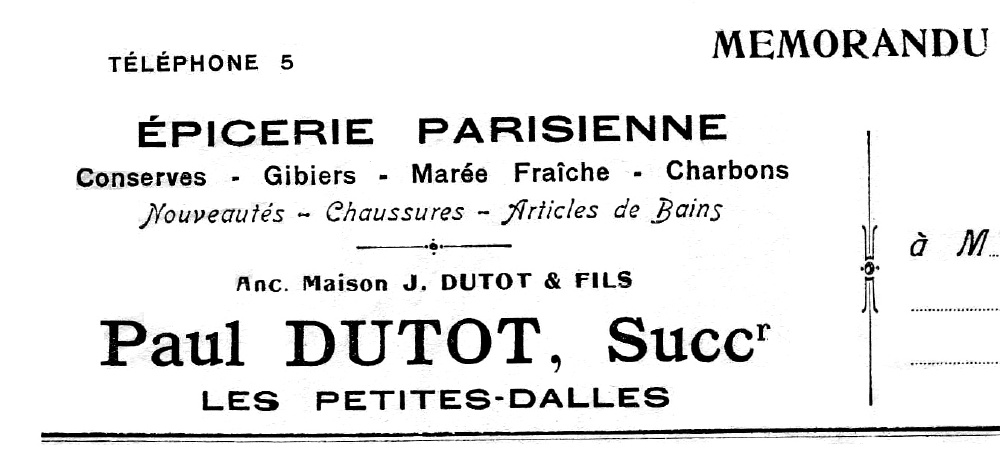 TÉLÉPHONE 5
MEMORANDU
ÉPICERIE PARISIENNE
Conserves - Gibiers - Marée Fraîche - Charbons
Nouveautés - Chaussures - Articles de Bains
Anc. Maison J. DUTOT & FILS
Paul DUTOT, Succr
LES PETITES-DALLES
à M